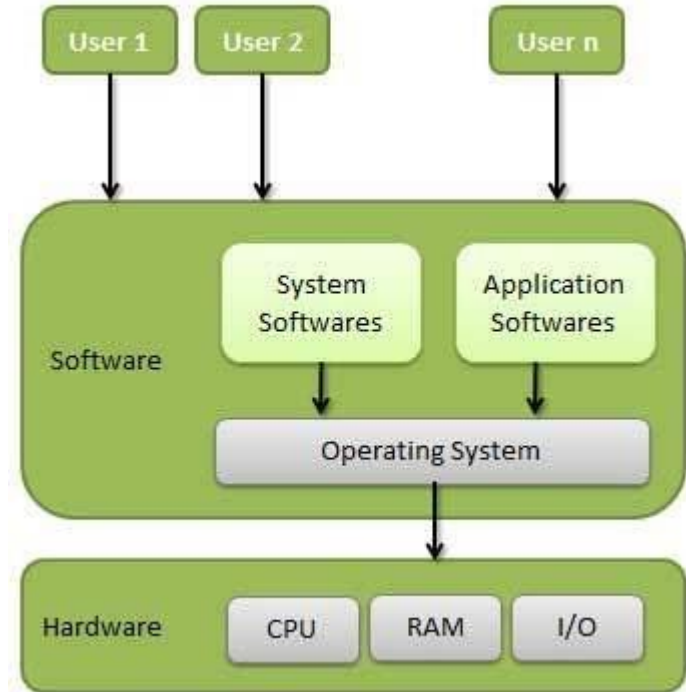 User 1
User 2
User n
System
Softwares
Application
Softwares
Software
Operating System
Hardware
CPU
RAM
I/O